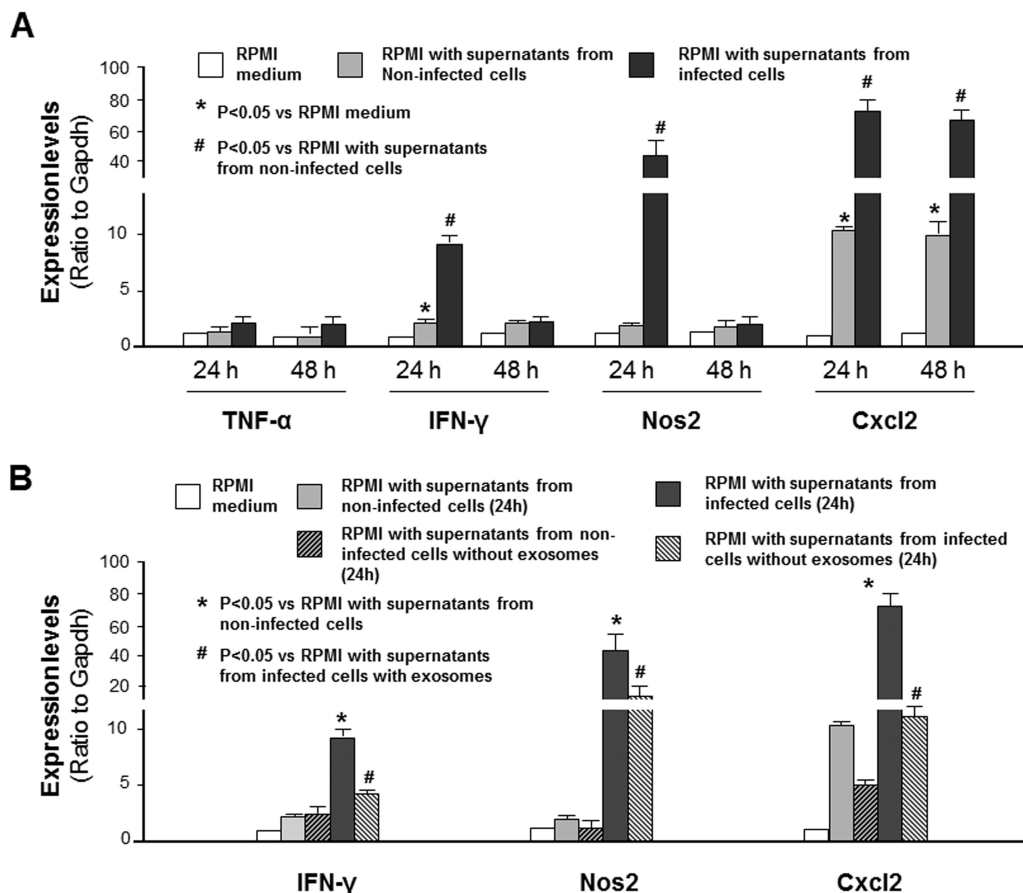 A
RPMI
medium
RPMI with supernatants from
Non-infected cells
RPMI with supernatants from
infected cells
* P<0.05 vs RPMI medium
# P<0.05 vs RPMI with supernatants
from non-infected cells
Expression levels
(Ratio to Gapdh)
100
80
60
40
10
5
0
*
#
#
*
#
*
#
24 h 48 h 24 h 48 h 24 h 48 h 24 h 48 h
TNF-α IFN-γ Nos2 Cxcl2
B
RPMI
medium
RPMI with supernatants from
non-infected cells (24h)
RPMI with supernatants from
infected cells (24h)
RPMI with supernatants from non-
infected cells without exosomes
(24h)
RPMI with supernatants from infected
cells without exosomes (24h)
* P<0.05 vs RPMI with supernatants from
non-infected cells
# P<0.05 vs RPMI with supernatants
from infected cells with exosomes
Expression levels
(Ratio to Gapdh)
100
80
60
40
20
10
5
0
*
#
*
#
*
#
IFN-γ Nos2 Cxcl2